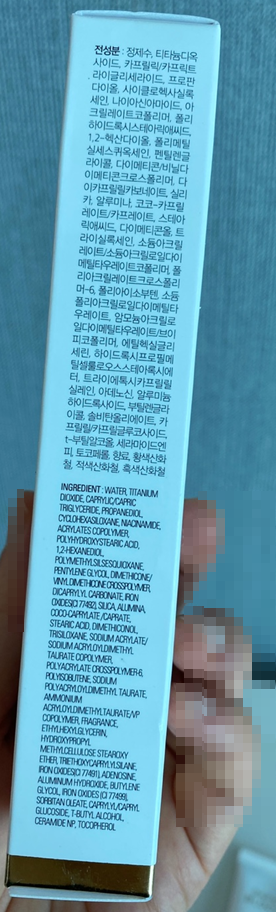 전성분 : 정제수, 티타늄디옥
사이드, 카프릴릭/카프릭트
라이글리세라이드, 프로판
다이올, 사이클로헥사실록
세인, 나이아신아마이드, 아
크릴레이트코폴리머, 폴리
하이드록시스테아릭애씨드,
1,2-헥산다이올, 폴리메틸
실세스퀴옥세인, 펜틸렌글
라이콜, 다이메티콘/비닐다
이메티콘크로스폴리머, 다
이카프릴릴카보네이트, 실리
카, 알루미나, 코코-카프릴
레이트/카프레이트, 스테아
릭애씨드, 다이메티콘올, 트
라이실록세인, 소듐아크릴
레이트/소듐아크릴로일다이
메틸타우레이트코폴리머, 폴
리아크릴레이트크로스폴리
머-6, 폴리아이소부텐, 소듐
폴리아크릴로일다이메틸타
우레이트, 암모늄아크릴로
일다이메틸타우레이트/브이
피코폴리머, 에틸헥실글리
세린, 하이드록시프로필메
틸셀룰로오스스테아록시에
터, 트라이에톡시카프릴릴
실레인, 아데노신, 알루미늄
하이드록사이드, 부틸렌글라
이콜, 솔비탄올리에이트, 카
프릴릴/카프릴글루코사이드,
t-부틸알코올, 세라마이드엔
피, 토코페롤, 향료, 황색산화
철, 적색산화철, 흑색산화철
INGREDIENT : WATER, TITANIUM
DIOXIDE, CAPRYLIC/CAPRIC
TRIGLYCERIDE, PROPANEDIOL,
CYCLOHEXASILOXANE, NIACINAMIDE,
ACRYLATES COPOLYMER,
POLYHYDROXYSTEARIC ACID,
1,2-HEXANEDIOL,
POLYMETHYLSILSESQUIOXANE,
PENTYLENE GLYCOL, DIMETHICONE/
VINYL DIMETHICONE CROSSPOLYMER,
DICAPRYLYL CARBONATE, IRON
OXIDES(CI 77492), SILICA, ALUMINA,
COCO-CAPRYLATE/CAPRATE,
STEARIC ACID, DIMETHICONOL,
TRISILOXANE, SODIUM ACRYLATE/
SODIUM ACRYLOYLDIMETHYL
TAURATE COPOLYMER,
POLYACRYLATE CROSSPOLYMER-6,
POLYISOBUTENE, SODIUM
POLYACRYLOYLDIMETHYL TAURATE,
AMMONIUM
ACRYLOYLDIMETHYLTAURATE/VP
COPOLYMER, FRAGRANCE,
ETHYLHEXYLGLYCERIN,
HYDROXYPROPYL
METHYLCELLULOSE STEAROXY
ETHER, TRIETHOXYCAPRYLYLSILANE,
IRON OXIDES(CI 77491), ADENOSINE,
ALUMINUM HYDROXIDE, BUTYLENE
GLYCOL, IRON OXIDES (CI 77499),
SORBITAN OLEATE, CAPRYLYL/CAPRYL
GLUCOSIDE, T-BUTYL ALCOHOL,
CERAMIDE NP, TOCOPHEROL